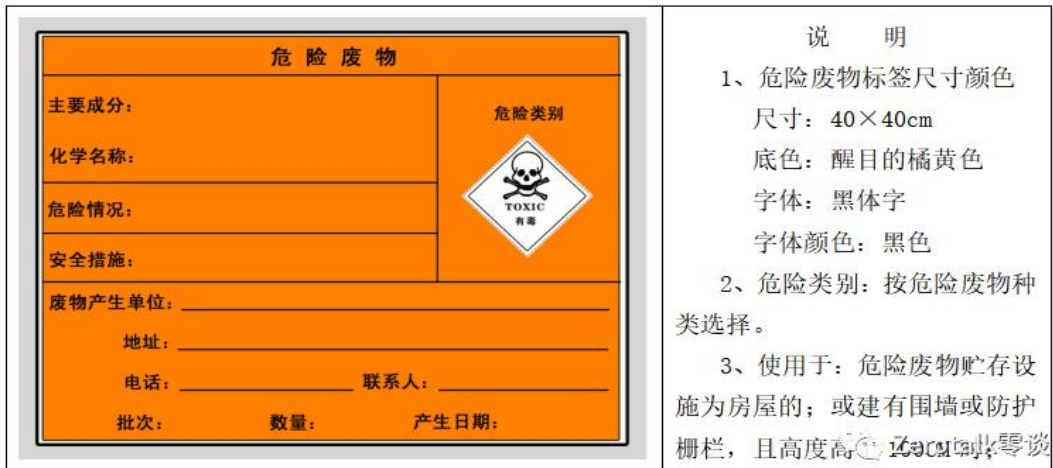 危险废物
主要成分：
危险类别
化学名称：
TOXIC
有毒
危险情况：
安全措施：
废物产生单位：
地址：
电话： 联系人：
批次： 数量： 产生日期：
说 明
1、危险废物标签尺寸颜色
尺寸：40×40cm
底色：醒目的橘黄色
字体：黑体字
字体颜色：黑色
2、危险类别：按危险废物种
类选择。
3、使用于：危险废物贮存设
施为房屋的；或建有围墙或防护
栅栏，且高度高
零谈